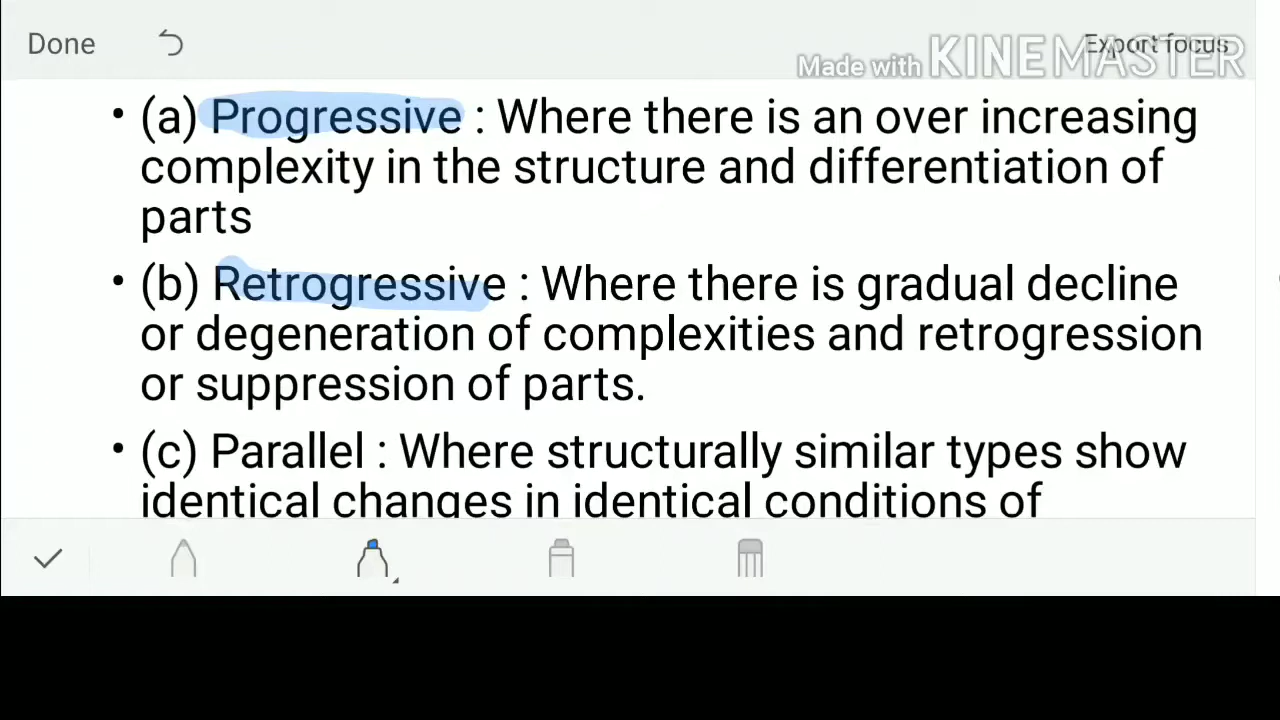 Done
Export focus
Made with KINEMASTER
• (a) Progressive : Where there is an over increasing
complexity in the structure and differentiation of
parts
• (b) Retrogressive : Where there is gradual decline
or degeneration of complexities and retrogression
or suppression of parts.
• (c) Parallel : Where structurally similar types show
identical changes in identical conditions of